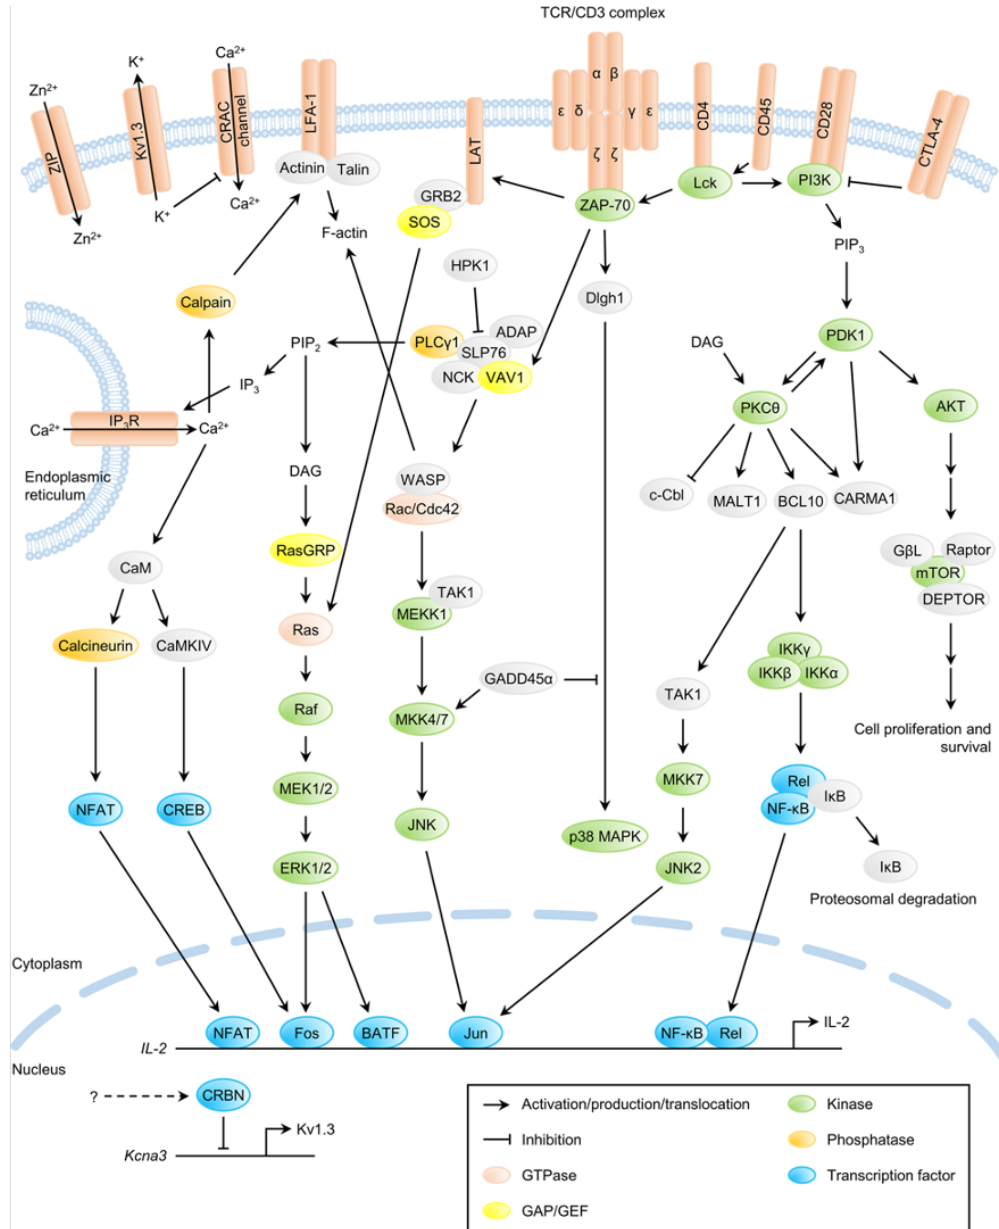 TCR/CD3 complex
Zn²⁺
K⁺
Ca²⁺
ZIP
Kv1.3
CRAC
channel
LFA-1
LAT
α β
ε δ γ ε
ζ ζ
CD4
CD45
CD28
CTLA-4
Actinin
Talin
Zn²⁺
K⁺
Ca²⁺
GRB2
SOS
F-actin
ZAP-70
Lck
PI3K
PIP₃
HPK1
Dlgh1
Calpain
PIP₂
PLCγ1
ADAP
SLP76
NCK
VAV1
DAG
PDK1
IP₃
IP₃R
Ca²⁺
Ca²⁺
PKCθ
AKT
Endoplasmic
reticulum
DAG
WASP
Rac/Cdc42
c-Cbl
MALT1
BCL10
CARMA1
CaM
RasGRP
TAK1
MEKK1
GβL
Raptor
mTOR
DEPTOR
Calcineurin
CaMKIV
Ras
IKKγ
IKKβ
IKKα
Raf
GADD45α
MKK4/7
TAK1
Cell proliferation and
survival
NFAT
CREB
MEK1/2
JNK
p38 MAPK
MKK7
Rel
NF-κB
IκB
ERK1/2
JNK2
IκB
Proteosomal degradation
Cytoplasm
NFAT
Fos
BATF
Jun
NF-κB
Rel
IL-2
IL-2
Nucleus
?
CRBN
Kv1.3
Kcna3
Activation/production/translocation
Inhibition
GTPase
GAP/GEF
Kinase
Phosphatase
Transcription factor